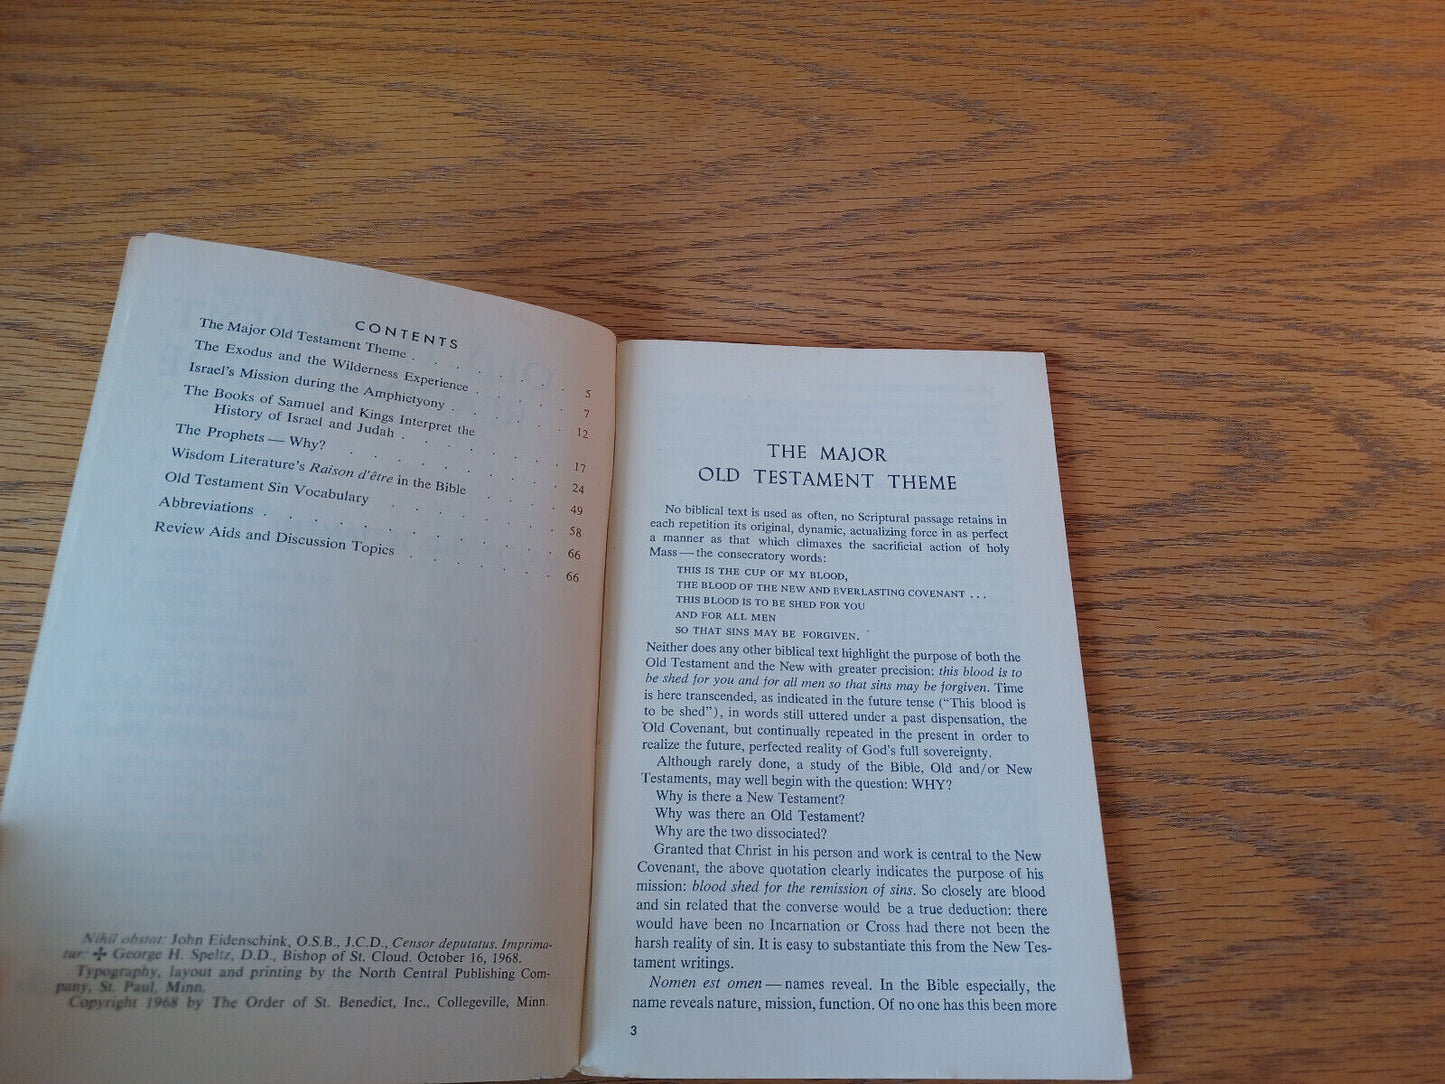 CONTENTS
The Major Old Testament Theme . . . . . . 5
The Exodus and the Wilderness Experience . . . . . 7
Israel's Mission during the Amphictyony . . . . . 12
The Books of Samuel and Kings Interpret the
History of Israel and Judah . . . . . . . 17
The Prophets — Why? . . . . . . . . . 24
Wisdom Literature's Raison d'être in the Bible . . . . 49
Old Testament Sin Vocabulary . . . . . . . 58
Abbreviations . . . . . . . . . . . 66
Review Aids and Discussion Topics . . . . . . . 66
Nihil obstat: John Eidenschink, O.S.B., J.C.D., Censor deputatus. Imprima-
tur: ✠ George H. Speltz, D.D., Bishop of St. Cloud. October 16, 1968.
Typography, layout and printing by the North Central Publishing Com-
pany, St. Paul, Minn.
Copyright 1968 by The Order of St. Benedict, Inc., Collegeville, Minn.
THE MAJOR
OLD TESTAMENT THEME
No biblical text is used as often, no Scriptural passage retains in
each repetition its original, dynamic, actualizing force in as perfect
a manner as that which climaxes the sacrificial action of holy
Mass — the consecratory words:
THIS IS THE CUP OF MY BLOOD,
THE BLOOD OF THE NEW AND EVERLASTING COVENANT . . .
THIS BLOOD IS TO BE SHED FOR YOU
AND FOR ALL MEN
SO THAT SINS MAY BE FORGIVEN.
Neither does any other biblical text highlight the purpose of both the
Old Testament and the New with greater precision: this blood is to
be shed for you and for all men so that sins may be forgiven. Time
is here transcended, as indicated in the future tense ("This blood is
to be shed"), in words still uttered under a past dispensation, the
Old Covenant, but continually repeated in the present in order to
realize the future, perfected reality of God's full sovereignty.
Although rarely done, a study of the Bible, Old and/or New
Testaments, may well begin with the question: WHY?
Why is there a New Testament?
Why was there an Old Testament?
Why are the two dissociated?
Granted that Christ in his person and work is central to the New
Covenant, the above quotation clearly indicates the purpose of his
mission: blood shed for the remission of sins. So closely are blood
and sin related that the converse would be a true deduction: there
would have been no Incarnation or Cross had there not been the
harsh reality of sin. It is easy to substantiate this from the New Tes-
tament writings.
Nomen est omen — names reveal. In the Bible especially, the
name reveals nature, mission, function. Of no one has this been more
3